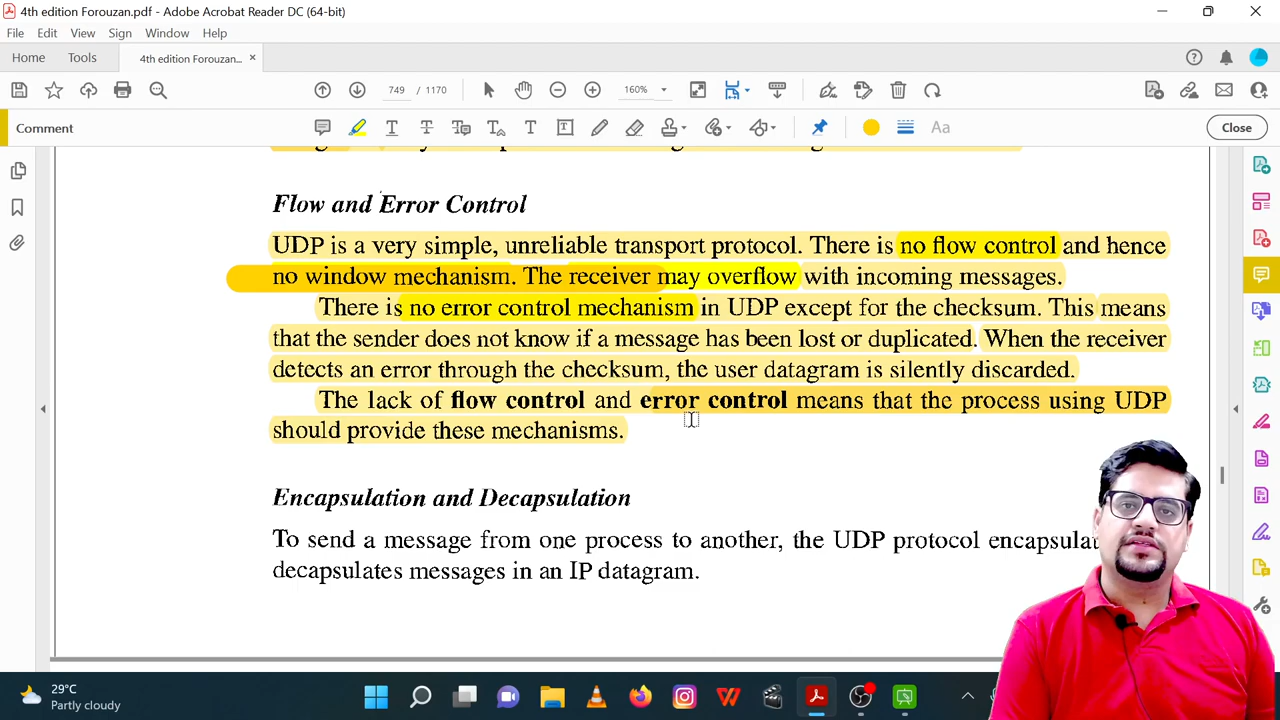 4th edition Forouzan.pdf - Adobe Acrobat Reader DC (64-bit)
File Edit View Sign Window Help
Home Tools 4th edition Forouzan... ×
749 / 1170 160%
Comment Aa Close
Flow and Error Control
UDP is a very simple, unreliable transport protocol. There is no flow control and hence
no window mechanism. The receiver may overflow with incoming messages.
There is no error control mechanism in UDP except for the checksum. This means
that the sender does not know if a message has been lost or duplicated. When the receiver
detects an error through the checksum, the user datagram is silently discarded.
The lack of flow control and error control means that the process using UDP
should provide these mechanisms.
Encapsulation and Decapsulation
To send a message from one process to another, the UDP protocol encapsulat
decapsulates messages in an IP datagram.
29°C
Partly cloudy